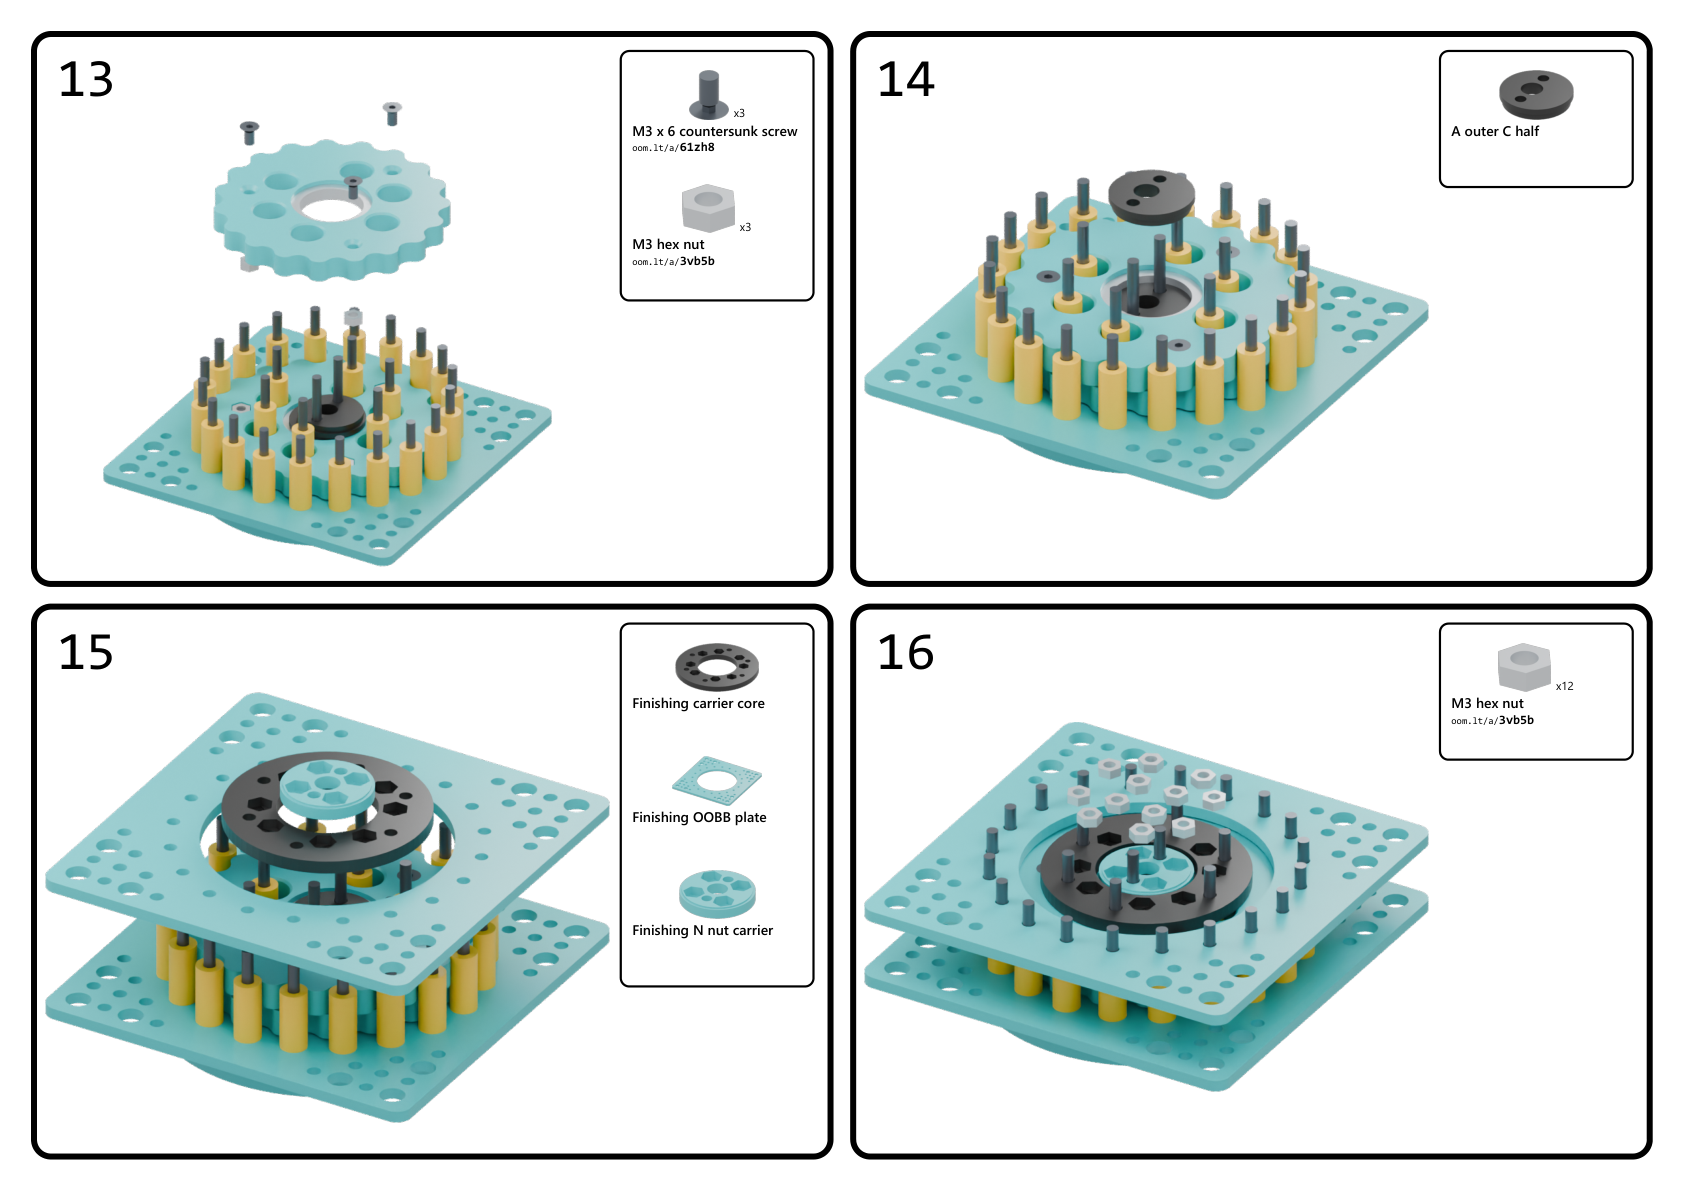 13
x3
M3 x 6 countersunk screw
oom.lt/a/61zh8
x3
M3 hex nut
oom.lt/a/3vb5b
14
A outer C half
15
Finishing carrier core
Finishing OOBB plate
Finishing N nut carrier
16
x12
M3 hex nut
oom.lt/a/3vb5b